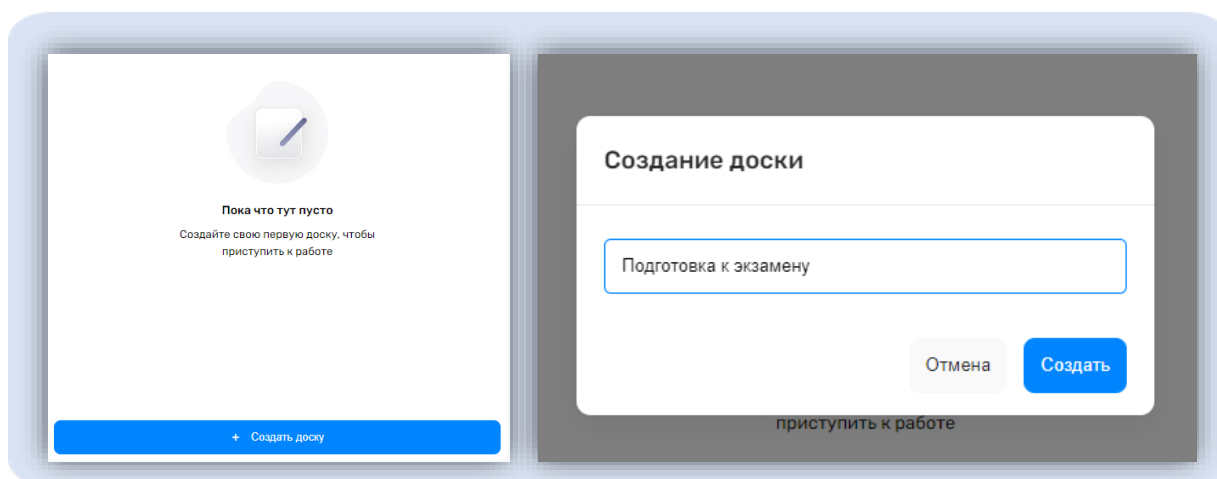 Пока что тут пусто
Создайте свою первую доску, чтобы
приступить к работе
+ Создать доску
Создание доски
Подготовка к экзамену
Отмена
Создать
приступить к работе